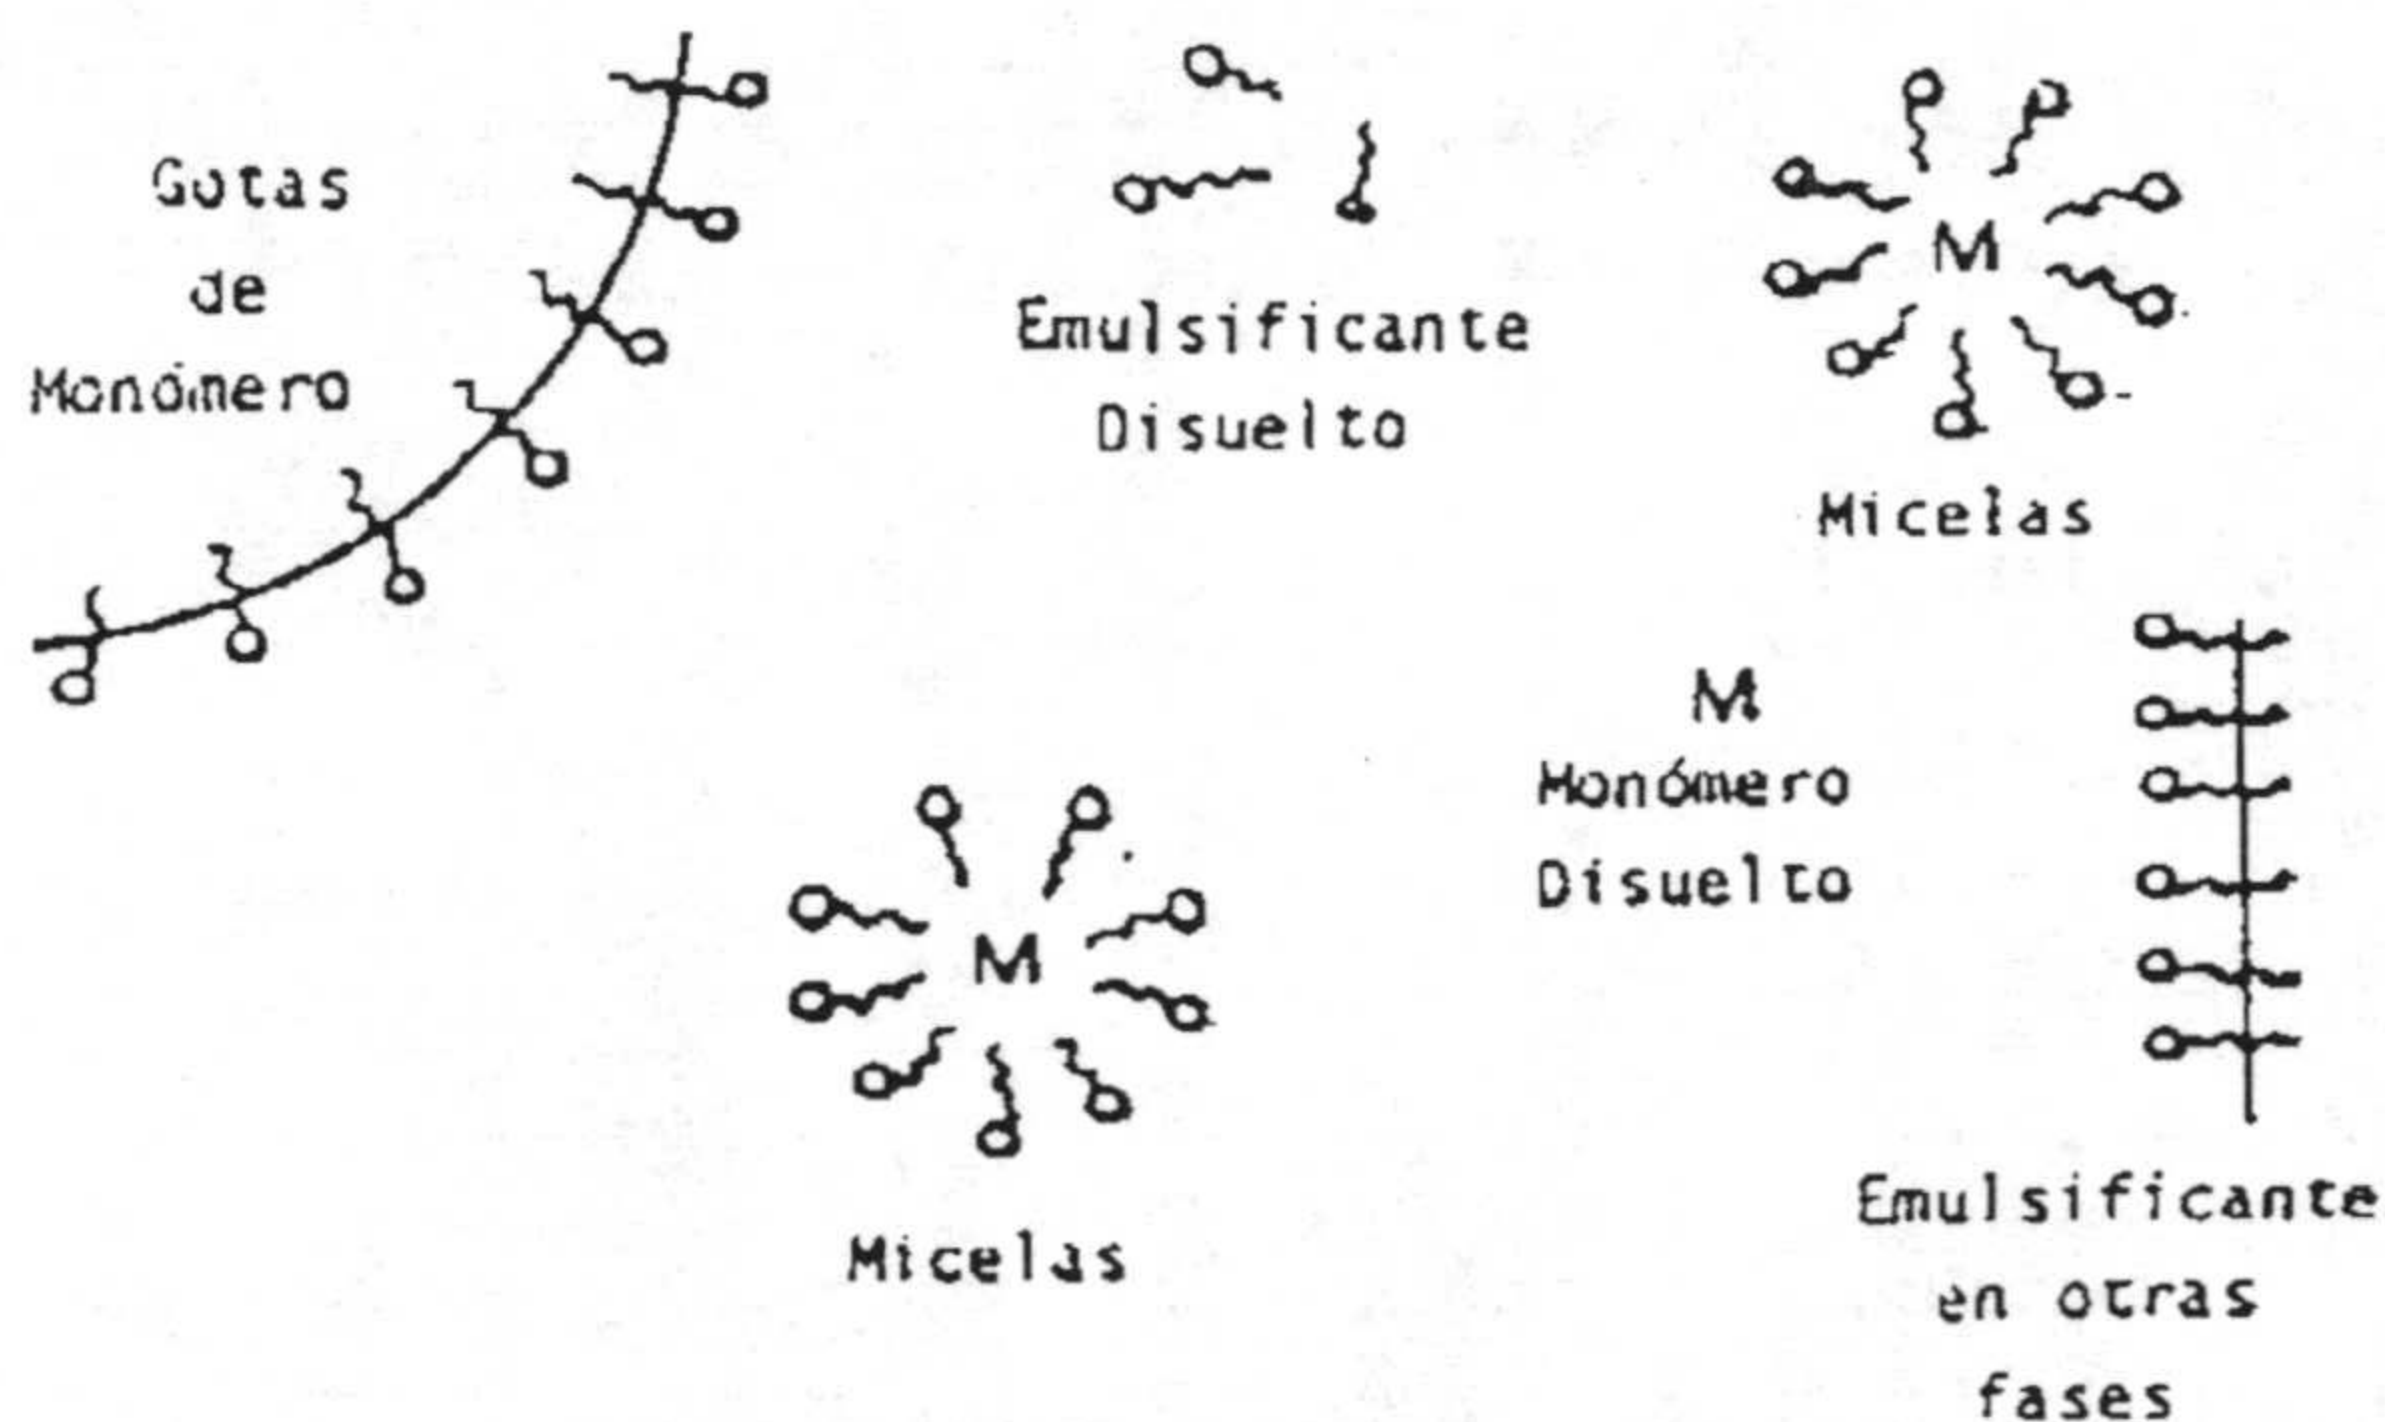 Gotas
de
Monómero
Emulsificante
Disuelto
M
Micelas
M
Monómero
Disuelto
M
Micelas
Emulsificante
en otras
fases